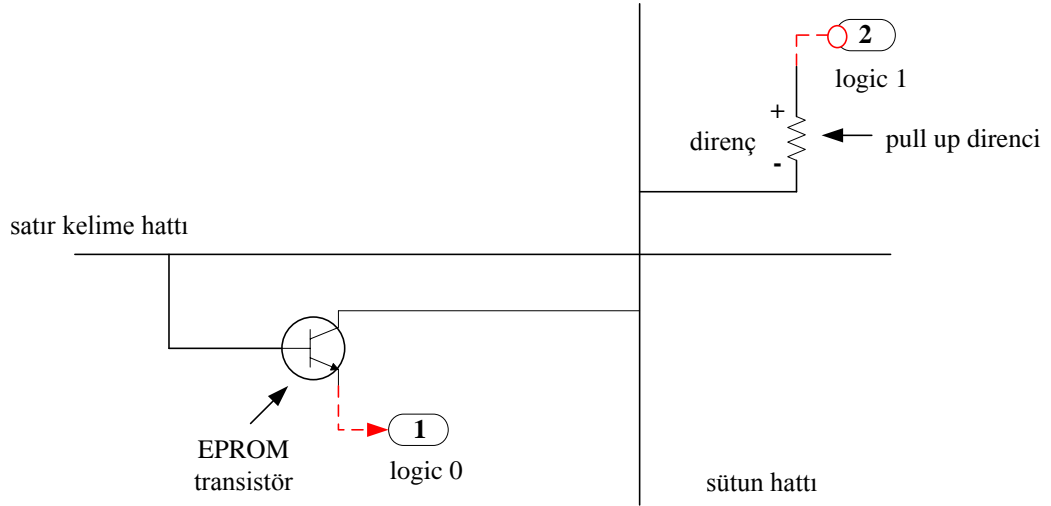 2
logic 1
+
direnç
-
pull up direnci
satır kelime hattı
EPROM
transistör
1
logic 0
sütun hattı